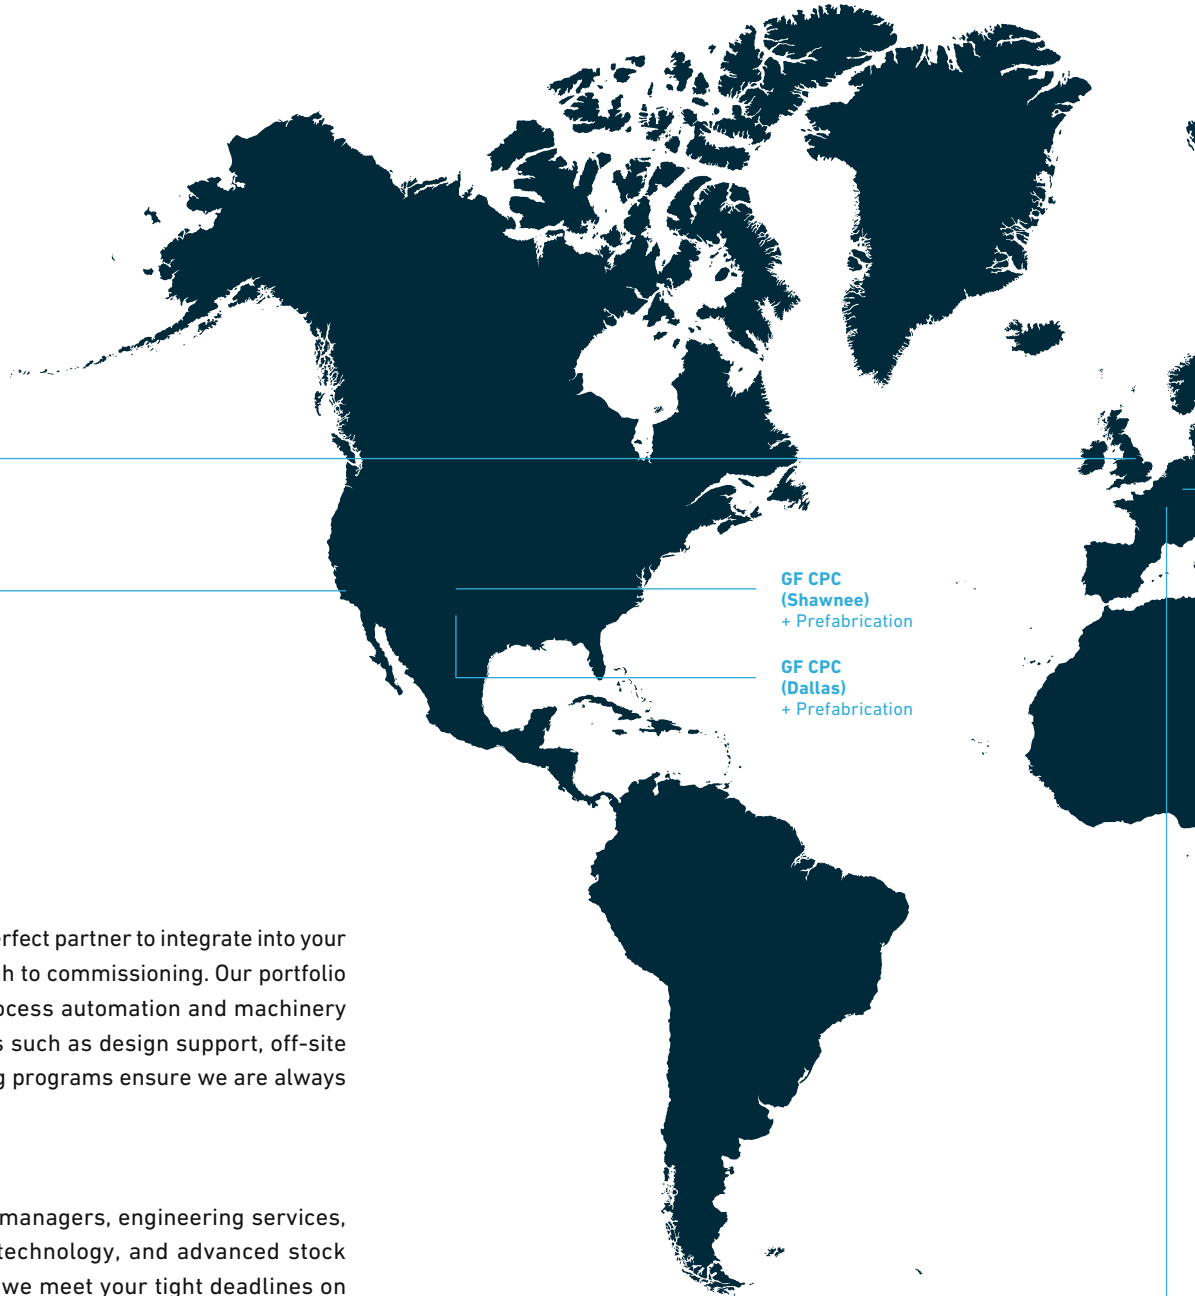 GF CPC
(Shawnee)
+ Prefabrication
GF CPC
(Dallas)
+ Prefabrication
partner to integrate into your
to commissioning. Our portfolio
automation and machinery
such as design support, off-site
programs ensure we are always
managers, engineering services,
technology, and advanced stock
we meet your tight deadlines on